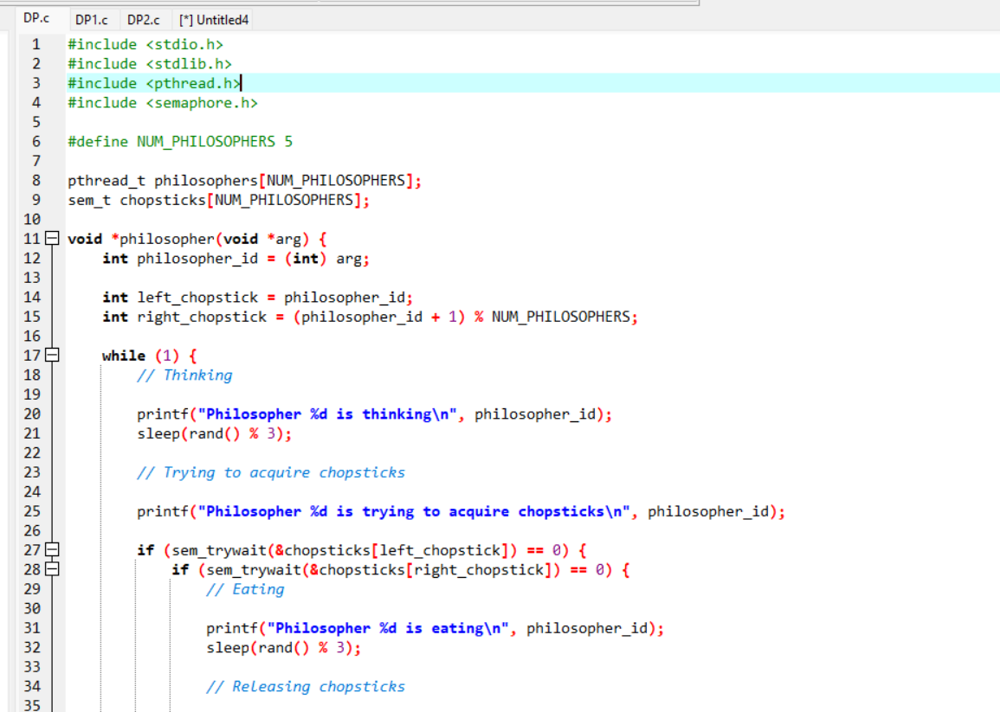 DP.c DP1.c DP2.c [*] Untitled4
1 #include <stdio.h>
2 #include <stdlib.h>
3 #include <pthread.h>
4 #include <semaphore.h>
5
6 #define NUM_PHILOSOPHERS 5
7
8 pthread_t philosophers[NUM_PHILOSOPHERS];
9 sem_t chopsticks[NUM_PHILOSOPHERS];
10
11 void *philosopher(void *arg) {
12     int philosopher_id = (int) arg;
13
14     int left_chopstick = philosopher_id;
15     int right_chopstick = (philosopher_id + 1) % NUM_PHILOSOPHERS;
16
17     while (1) {
18         // Thinking
19
20         printf("Philosopher %d is thinking\n", philosopher_id);
21         sleep(rand() % 3);
22
23         // Trying to acquire chopsticks
24
25         printf("Philosopher %d is trying to acquire chopsticks\n", philosopher_id);
26
27         if (sem_trywait(&chopsticks[left_chopstick]) == 0) {
28             if (sem_trywait(&chopsticks[right_chopstick]) == 0) {
29                 // Eating
30
31                 printf("Philosopher %d is eating\n", philosopher_id);
32                 sleep(rand() % 3);
33
34                 // Releasing chopsticks
35